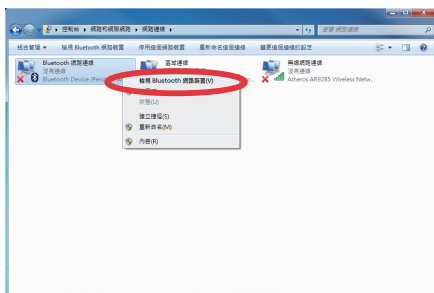 控制台 ▸ 網路和網際網路 ▸ 網路連線 ▸
搜尋 網路連線
組合管理 ▾ 檢視 Bluetooth 網路裝置 停用這個網路裝置 重新命名這個連線 變更這個連線的設定
Bluetooth 網路連線
沒有連線
Bluetooth Device (Perso
區域連線
無線網路連線
沒有連線
Atheros AR9285 Wireless Netw...
檢視 Bluetooth 網路裝置(V)
狀態(U)
建立捷徑(S)
重新命名(M)
內容(R)